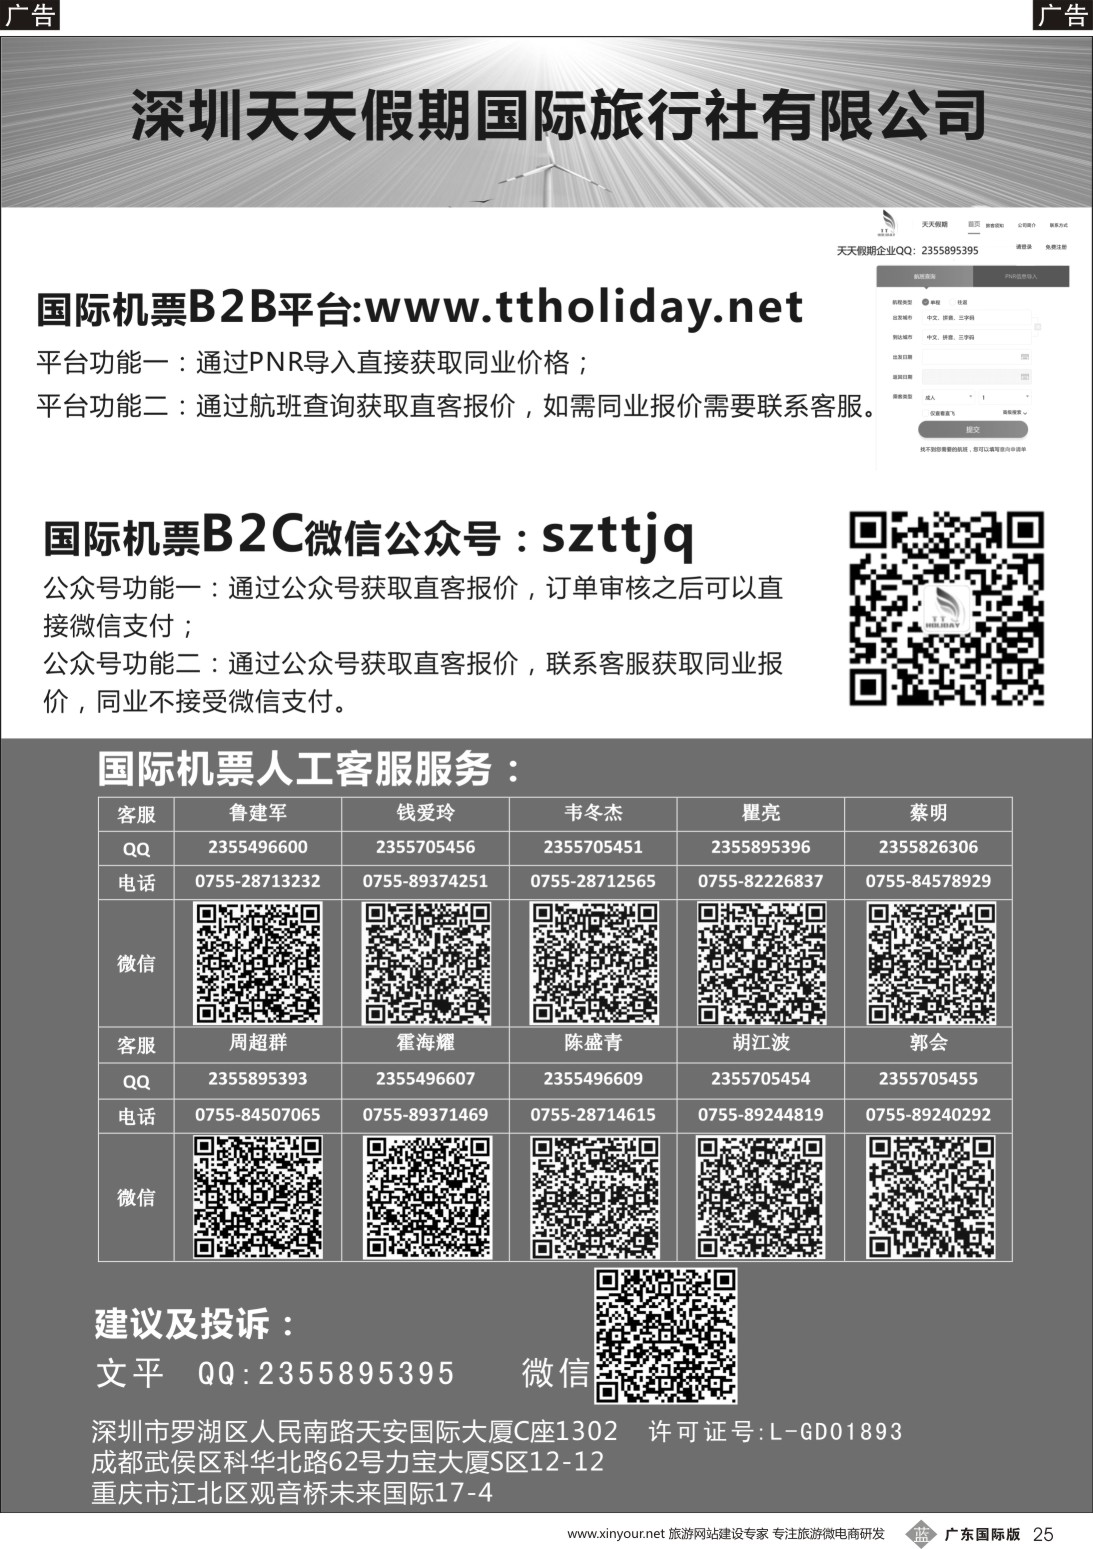 广告 广告
深圳天天假期国际旅行社有限公司
天天假期 首页 旅客须知 公司简介 联系方式
TT
HOLIDAY
天天假期企业QQ：2355895395 请登录 免费注册
国际机票B2B平台:www.ttholiday.net
平台功能一：通过PNR导入直接获取同业价格；
平台功能二：通过航班查询获取直客报价，如需同业报价需要联系客服。
航程类型 单程 往返
出发城市 中文、拼音、三字码
到达城市 中文、拼音、三字码
出发日期
返回日期
乘客类型 成人 1
仅查看直飞 高级搜索
提交
找不到您需要的航班，您可以填写意向申请单
国际机票B2C微信公众号：szttjq
公众号功能一：通过公众号获取直客报价，订单审核之后可以直
接微信支付；
公众号功能二：通过公众号获取直客报价，联系客服获取同业报
价，同业不接受微信支付。
TT
HOLIDAY
国际机票人工客服服务：
客服 鲁建军 钱爱玲 韦冬杰 瞿亮 蔡明
QQ 2355496600 2355705456 2355705451 2355895396 2355826306
电话 0755-28713232 0755-89374251 0755-28712565 0755-82226837 0755-84578929
微信
客服 周超群 霍海耀 陈盛青 胡江波 郭会
QQ 2355895393 2355496607 2355496609 2355705454 2355705455
电话 0755-84507065 0755-89371469 0755-28714615 0755-89244819 0755-89240292
微信
建议及投诉：
文平 QQ:2355895395 微信
深圳市罗湖区人民南路天安国际大厦C座1302 许可证号:L-GD01893
成都武侯区科华北路62号力宝大厦S区12-12
重庆市江北区观音桥未来国际17-4
www.xinyour.net 旅游网站建设专家 专注旅游微电商研发 蓝 广东国际版 25